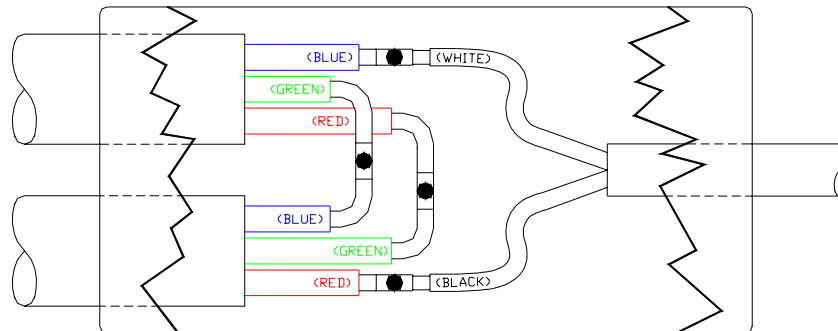 (BLUE)
(WHITE)
(GREEN)
(RED)
(BLUE)
(GREEN)
(RED)
(BLACK)